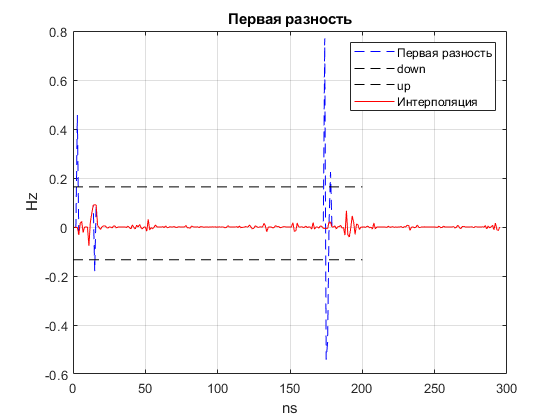 Первая разность
0.8
0.6
0.4
0.2
0
-0.2
-0.4
-0.6
Hz
Первая разность
down
up
Интерполяция
0 50 100 150 200 250 300
ns